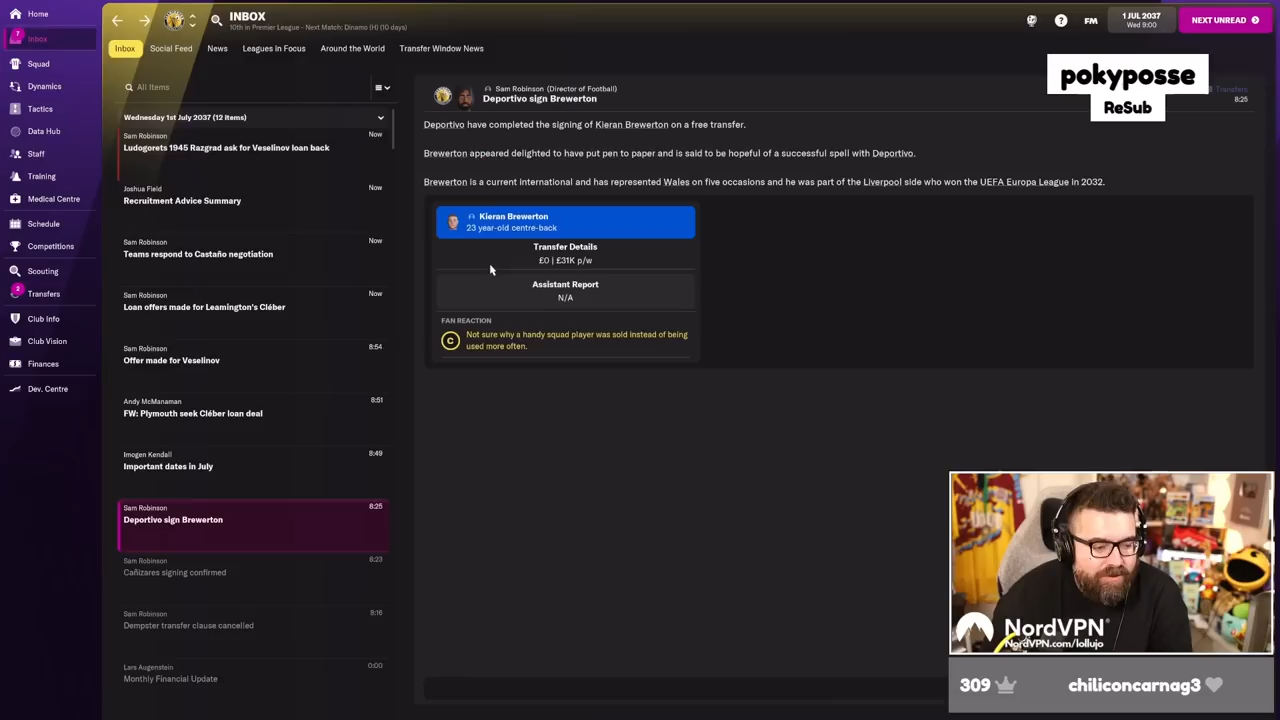 INBOX
10th in Premier League - Next Match: Dinamo (H) (10 days)
FM
1 JUL 2037
Wed 9:00
NEXT UNREAD
Home
7
Inbox
Squad
Dynamics
Tactics
Data Hub
Staff
Training
Medical Centre
Schedule
Competitions
Scouting
2
Transfers
Club Info
Club Vision
Finances
Dev. Centre
Inbox
Social Feed
News
Leagues in Focus
Around the World
Transfer Window News
All Items
Wednesday 1st July 2037 (12 items)
Sam Robinson
Now
Ludogorets 1945 Razgrad ask for Veselinov loan back
Joshua Field
Now
Recruitment Advice Summary
Sam Robinson
Now
Teams respond to Castaño negotiation
Sam Robinson
Now
Loan offers made for Leamington's Cléber
Sam Robinson
8:54
Offer made for Veselinov
Andy McManaman
8:51
FW: Plymouth seek Cléber loan deal
Imogen Kendall
8:49
Important dates in July
Sam Robinson
8:25
Deportivo sign Brewerton
Sam Robinson
8:23
Cañizares signing confirmed
Sam Robinson
8:16
Dempster transfer clause cancelled
Lars Augenstein
0:00
Monthly Financial Update
Sam Robinson (Director of Football)
Deportivo sign Brewerton
Transfers
8:25
Deportivo have completed the signing of Kieran Brewerton on a free transfer.
Brewerton appeared delighted to have put pen to paper and is said to be hopeful of a successful spell with Deportivo.
Brewerton is a current international and has represented Wales on five occasions and he was part of the Liverpool side who won the UEFA Europa League in 2032.
Kieran Brewerton
23 year-old centre-back
Transfer Details
£0 | £31K p/w
Assistant Report
N/A
FAN REACTION
C
Not sure why a handy squad player was sold instead of being
used more often.
pokyposse
ReSub
NordVPN®
NordVPN.com/lollujo
309
chiliconcarnag3